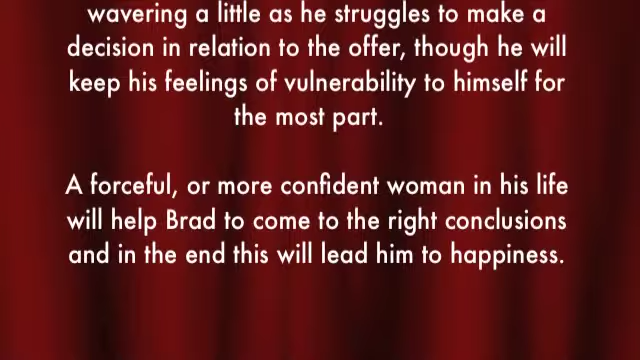 wavering a little as he struggles to make a
decision in relation to the offer, though he will
keep his feelings of vulnerability to himself for
the most part.
A forceful, or more confident woman in his life
will help Brad to come to the right conclusions
and in the end this will lead him to happiness.